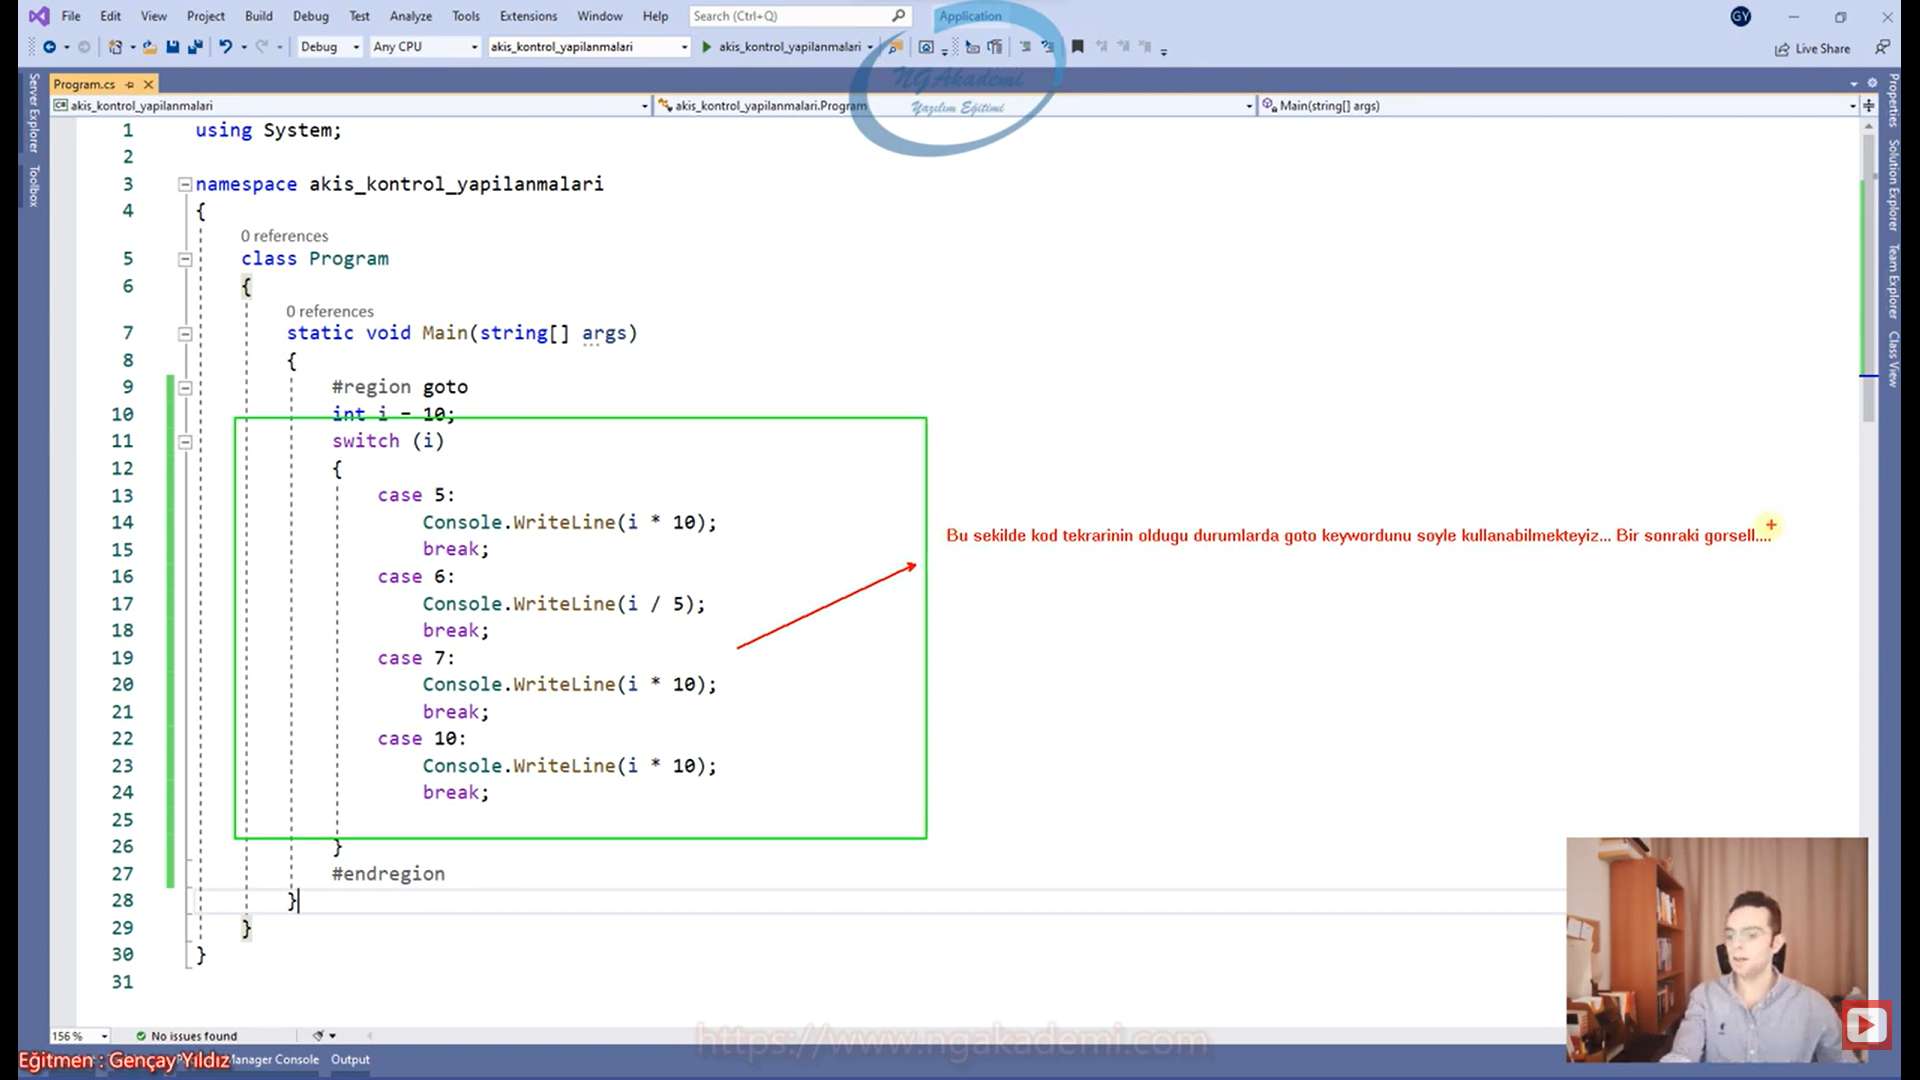 File Edit View Project Build Debug Test Analyze Tools Extensions Window Help Search (Ctrl+Q) Application GY
Debug Any CPU akis_kontrol_yapilanmalari akis_kontrol_yapilanmalari Live Share
NGAkademi
Yazılım Eğitimi
Program.cs
akis_kontrol_yapilanmalari akis_kontrol_yapilanmalari.Program Main(string[] args)
Server Explorer
Toolbox
Properties
Solution Explorer
Team Explorer
Class View
1 using System;
2
3 namespace akis_kontrol_yapilanmalari
4 {
0 references
5 class Program
6 {
0 references
7 static void Main(string[] args)
8 {
9 #region goto
10 int i = 10;
11 switch (i)
12 {
13 case 5:
14 Console.WriteLine(i * 10);
15 break;
16 case 6:
17 Console.WriteLine(i / 5);
18 break;
19 case 7:
20 Console.WriteLine(i * 10);
21 break;
22 case 10:
23 Console.WriteLine(i * 10);
24 break;
25
26 }
27 #endregion
28 }
29 }
30 }
31
Bu sekilde kod tekrarinin oldugu durumlarda goto keywordunu soyle kullanabilmekteyiz... Bir sonraki gorsell....
156 % No issues found
https://www.ngakademi.com
Eğitmen : Gençay Yıldız Manager Console Output